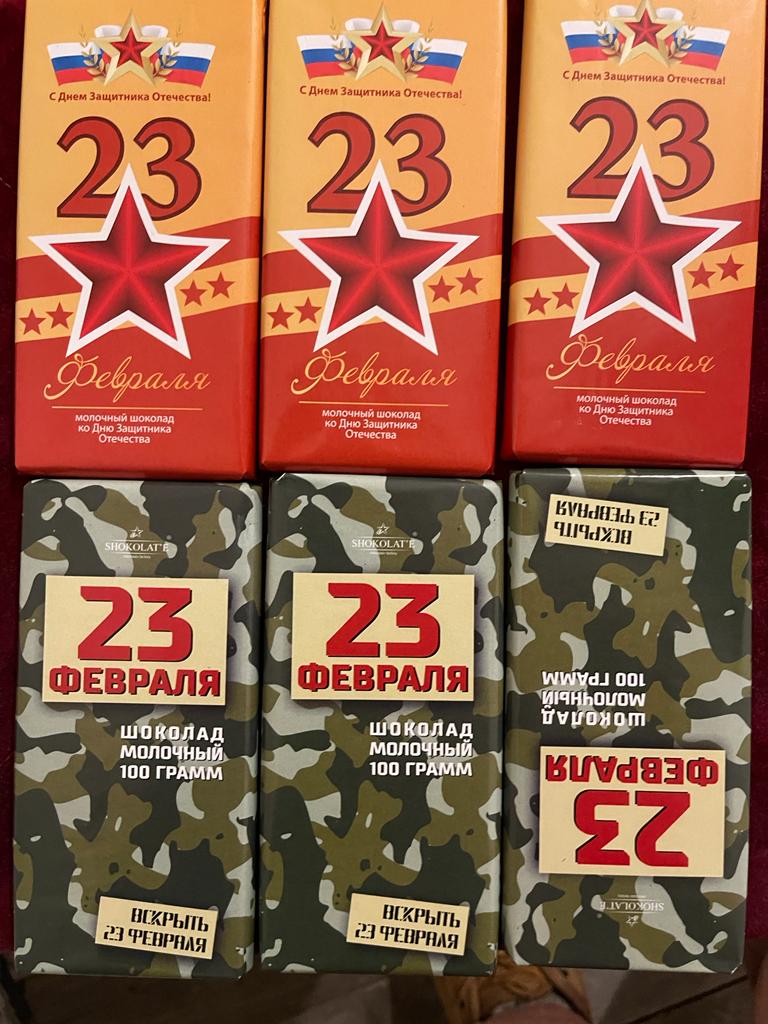 С Днем Защитника Отечества!
23
Февраля
молочный шоколад
ко Дню Защитника
Отечества
С Днем Защитника Отечества!
23
Февраля
молочный шоколад
ко Дню Защитника
Отечества
С Днем Защитника Отечества!
23
Февраля
молочный шоколад
ко Дню Защитника
Отечества
SHOKOLAT'E
23
ФЕВРАЛЯ
ШОКОЛАД
МОЛОЧНЫЙ
100 ГРАММ
ВСКРЫТЬ
23 ФЕВРАЛЯ
SHOKOLAT'E
23
ФЕВРАЛЯ
ШОКОЛАД
МОЛОЧНЫЙ
100 ГРАММ
ВСКРЫТЬ
23 ФЕВРАЛЯ
SHOKOLAT'E
23
ФЕВРАЛЯ
ШОКОЛАД
МОЛОЧНЫЙ
100 ГРАММ
ВСКРЫТЬ
23 ФЕВРАЛЯ